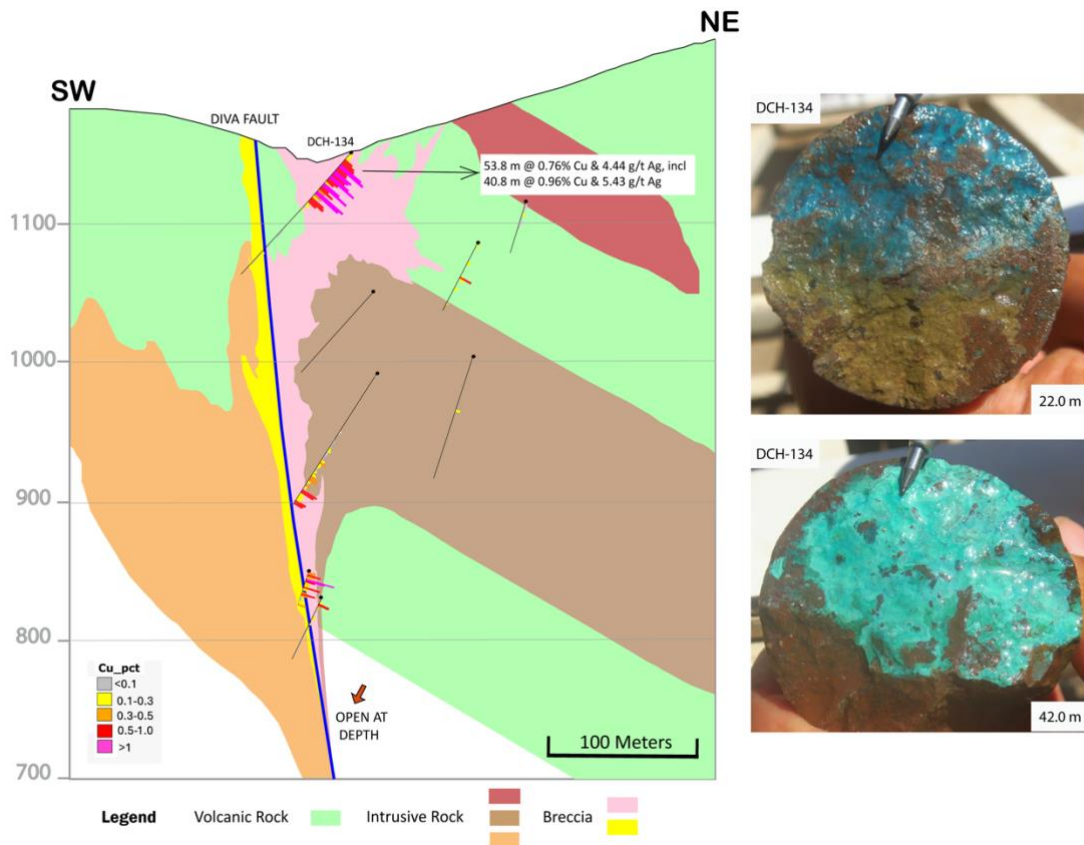 NE
SW
DIVA FAULT
DCH-134
53.8 m @ 0.76% Cu & 4.44 g/t Ag, incl
40.8 m @ 0.96% Cu & 5.43 g/t Ag
1100
1000
900
800
700
Cu_pct
<0.1
0.1-0.3
0.3-0.5
0.5-1.0
>1
OPEN AT
DEPTH
100 Meters
Legend Volcanic Rock Intrusive Rock Breccia
DCH-134
22.0 m
DCH-134
42.0 m